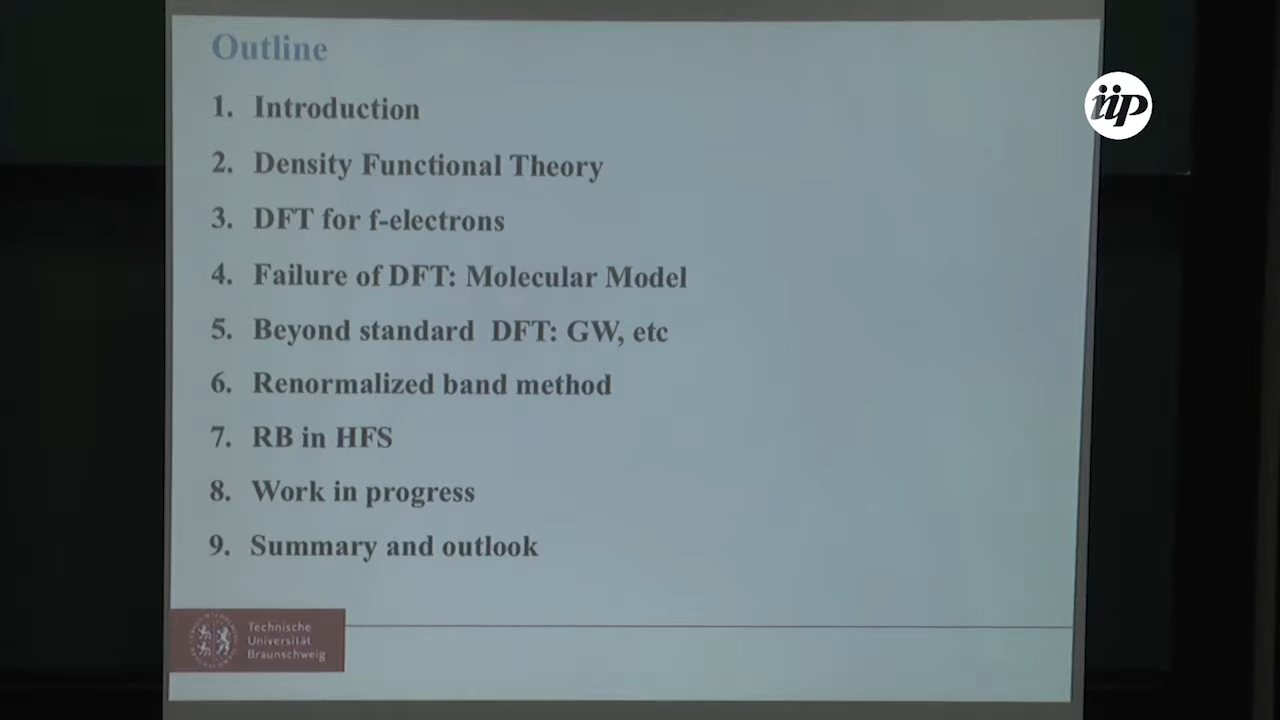 Outline
iip
1. Introduction
2. Density Functional Theory
3. DFT for f-electrons
4. Failure of DFT: Molecular Model
5. Beyond standard DFT: GW, etc
6. Renormalized band method
7. RB in HFS
8. Work in progress
9. Summary and outlook
Technische
Universität
Braunschweig